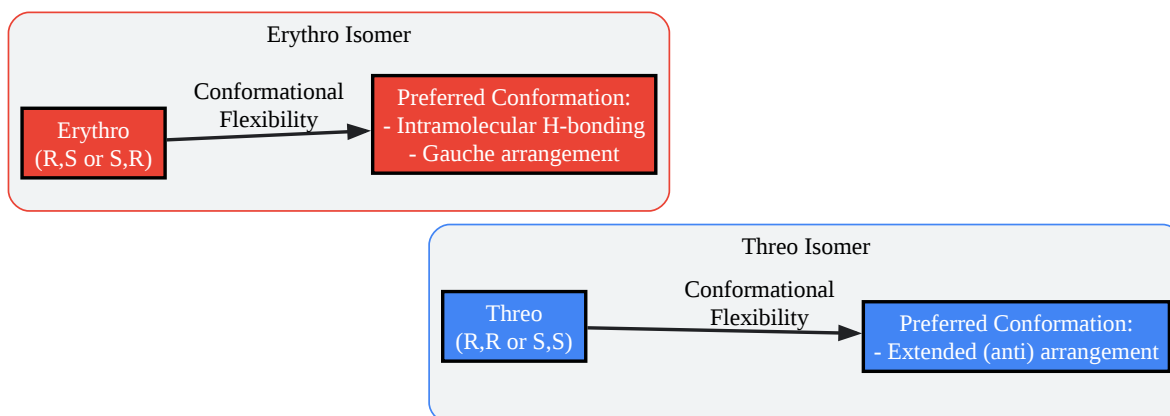 Erythro Isomer
Conformational
Flexibility
Erythro
(R,S or S,R)
Preferred Conformation:
- Intramolecular H-bonding
- Gauche arrangement
Threo Isomer
Conformational
Flexibility
Threo
(R,R or S,S)
Preferred Conformation:
- Extended (anti) arrangement